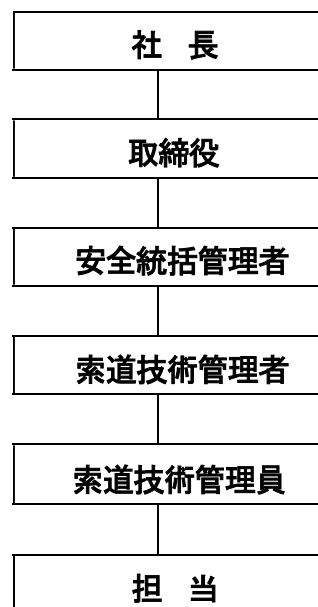 社 長
取締役
安全統括管理者
索道技術管理者
索道技術管理員
担 当